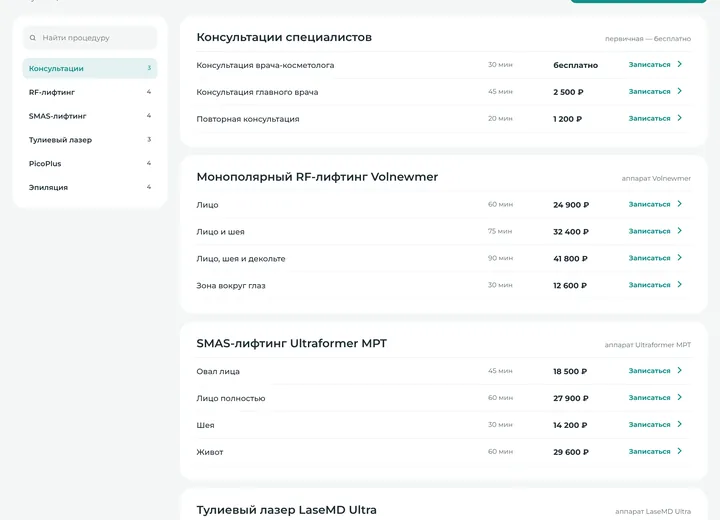 Найти процедуру
Консультации 3
RF-лифтинг 4
SMAS-лифтинг 4
Тулиевый лазер 3
PicoPlus 4
Эпиляция 4
Консультации специалистов первичная — бесплатно
Консультация врача-косметолога 30 мин бесплатно Записаться
Консультация главного врача 45 мин 2 500 ₽ Записаться
Повторная консультация 20 мин 1 200 ₽ Записаться
Монополярный RF-лифтинг Volnewmer аппарат Volnewmer
Лицо 60 мин 24 900 ₽ Записаться
Лицо и шея 75 мин 32 400 ₽ Записаться
Лицо, шея и декольте 90 мин 41 800 ₽ Записаться
Зона вокруг глаз 30 мин 12 600 ₽ Записаться
SMAS-лифтинг Ultraformer MPT аппарат Ultraformer MPT
Овал лица 45 мин 18 500 ₽ Записаться
Лицо полностью 60 мин 27 900 ₽ Записаться
Шея 30 мин 14 200 ₽ Записаться
Живот 60 мин 29 600 ₽ Записаться
Тулиевый лазер LaseMD Ultra аппарат LaseMD Ultra